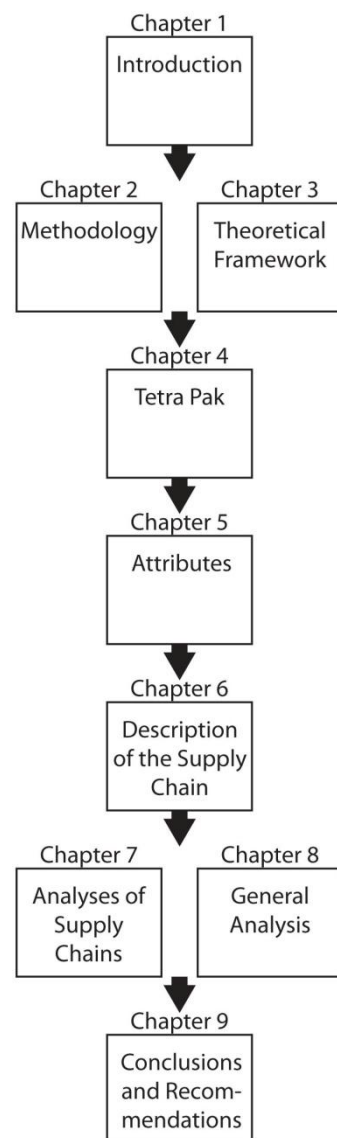 Chapter 1
Introduction
Chapter 2
Methodology
Chapter 3
Theoretical
Framework
Chapter 4
Tetra Pak
Chapter 5
Attributes
Chapter 6
Description
of the Supply
Chain
Chapter 7
Analyses of
Supply
Chains
Chapter 8
General
Analysis
Chapter 9
Conclusions
and Recom-
mendations